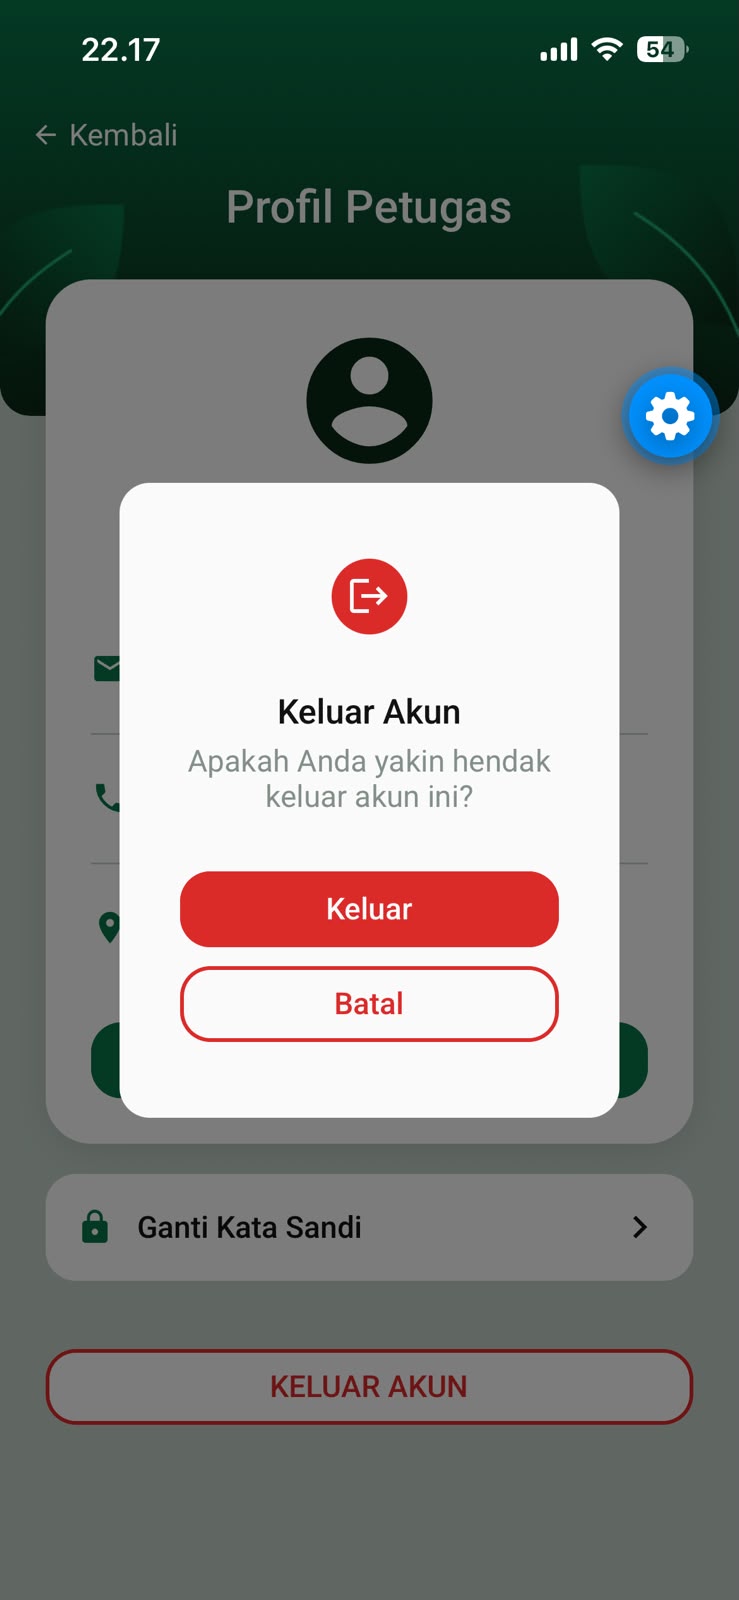 22.17
54
Kembali
Profil Petugas
Keluar Akun
Apakah Anda yakin hendak
keluar akun ini?
Keluar
Batal
Ganti Kata Sandi
KELUAR AKUN